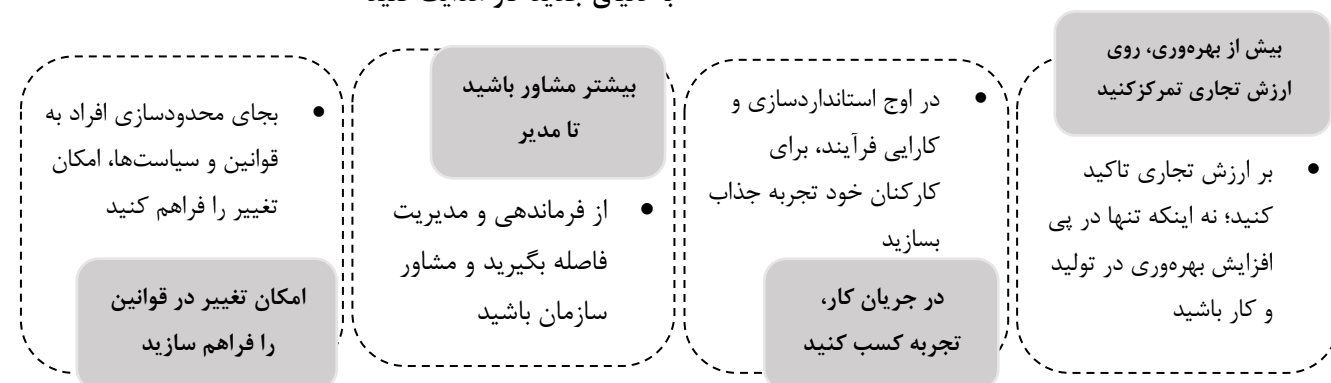 بیش از بهره‌وری، روی
ارزش تجاری تمرکزکنید
بر ارزش تجاری تاکید
کنید؛ نه اینکه تنها در پی
افزایش بهره‌وری در تولید
و کار باشید
در اوج استانداردسازی و
کارایی فرآیند، برای
کارکنان خود تجربه جذاب
بسازید
در جریان کار،
تجربه کسب کنید
بیشتر مشاور باشید
تا مدیر
از فرماندهی و مدیریت
فاصله بگیرید و مشاور
سازمان باشید
بجای محدودسازی افراد به
قوانین و سیاست‌ها، امکان
تغییر را فراهم کنید
امکان تغییر در قوانین
را فراهم سازید